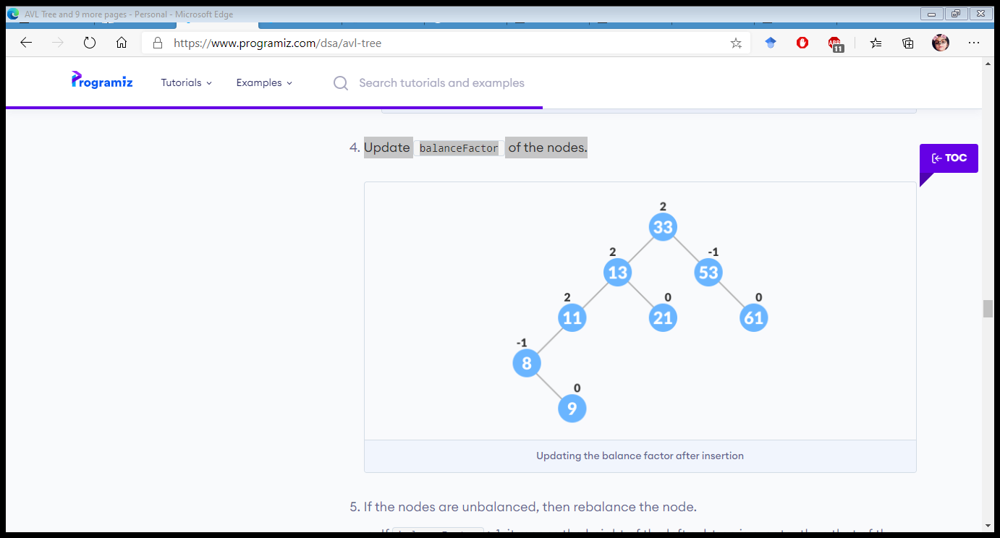 AVL Tree and 9 more pages - Personal - Microsoft Edge
https://www.programiz.com/dsa/avl-tree
11
Programiz
Tutorials
Examples
Search tutorials and examples
4. Update balanceFactor of the nodes.
TOC
2
33
2 -1
13 53
2 0 0
11 21 61
-1
8
0
9
Updating the balance factor after insertion
5. If the nodes are unbalanced, then rebalance the node.